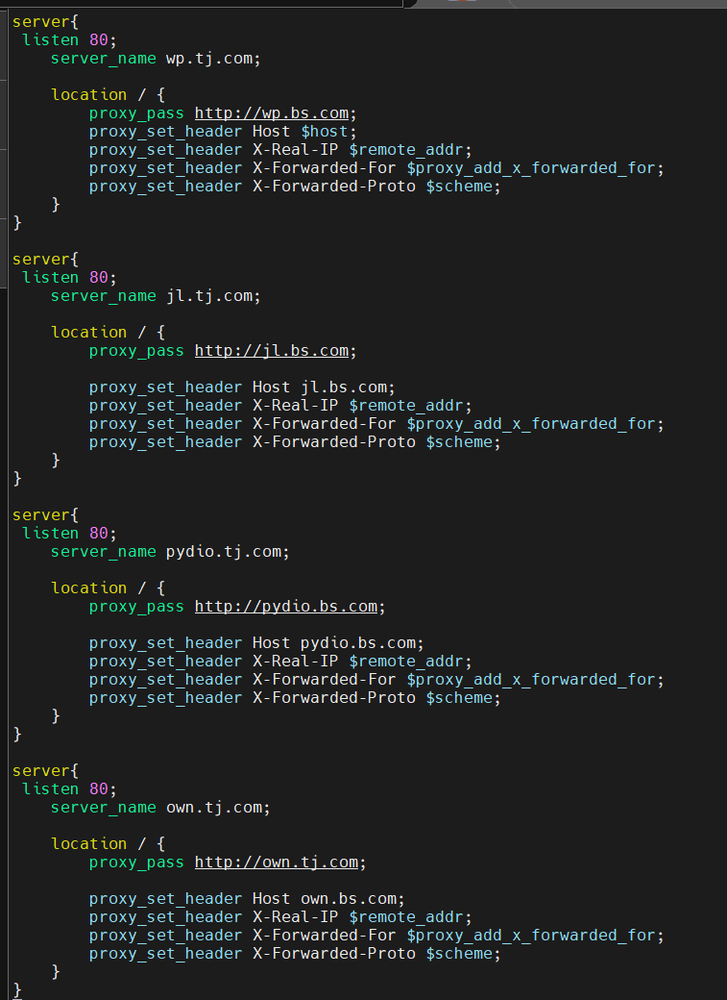 server{
 listen 80;
    server_name wp.tj.com;

    location / {
        proxy_pass http://wp.bs.com;
        proxy_set_header Host $host;
        proxy_set_header X-Real-IP $remote_addr;
        proxy_set_header X-Forwarded-For $proxy_add_x_forwarded_for;
        proxy_set_header X-Forwarded-Proto $scheme;
    }
}

server{
 listen 80;
    server_name jl.tj.com;

    location / {
        proxy_pass http://jl.bs.com;

        proxy_set_header Host jl.bs.com;
        proxy_set_header X-Real-IP $remote_addr;
        proxy_set_header X-Forwarded-For $proxy_add_x_forwarded_for;
        proxy_set_header X-Forwarded-Proto $scheme;
    }
}

server{
 listen 80;
    server_name pydio.tj.com;

    location / {
        proxy_pass http://pydio.bs.com;

        proxy_set_header Host pydio.bs.com;
        proxy_set_header X-Real-IP $remote_addr;
        proxy_set_header X-Forwarded-For $proxy_add_x_forwarded_for;
        proxy_set_header X-Forwarded-Proto $scheme;
    }
}

server{
 listen 80;
    server_name own.tj.com;

    location / {
        proxy_pass http://own.tj.com;

        proxy_set_header Host own.bs.com;
        proxy_set_header X-Real-IP $remote_addr;
        proxy_set_header X-Forwarded-For $proxy_add_x_forwarded_for;
        proxy_set_header X-Forwarded-Proto $scheme;
    }
}